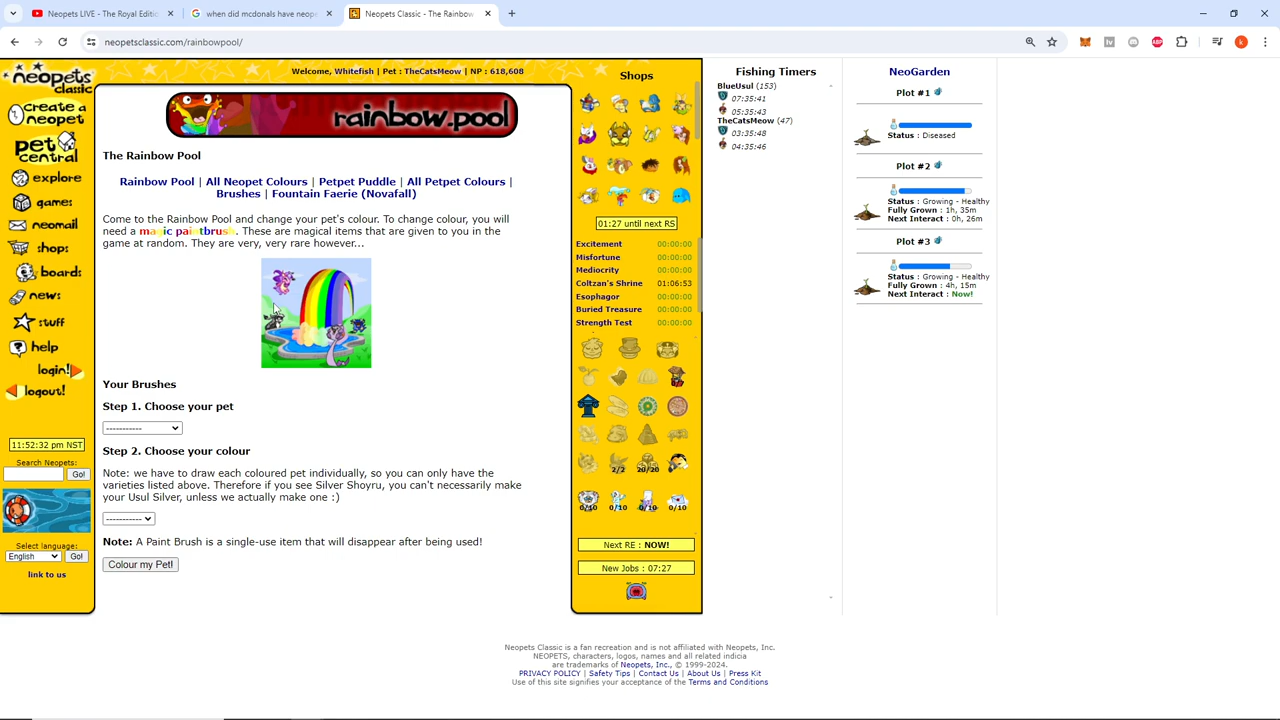 Neopets LIVE - The Royal Editi
when did mcdonals have neope
Neopets Classic - The Rainbow
neopetsclassic.com/rainbowpool/
neopets
classic
create a
neopet
pet
central
explore
games
neomail
shops
boards
news
stuff
help
login!
logout!
11:52:32 pm NST
Search Neopets:
Go!
Select language:
English
Go!
link to us
Welcome, Whitefish | Pet : TheCatsMeow | NP : 618,608
rainbow.pool
The Rainbow Pool
Rainbow Pool | All Neopet Colours | Petpet Puddle | All Petpet Colours |
Brushes | Fountain Faerie (Novafall)
Come to the Rainbow Pool and change your pet's colour. To change colour, you will
need a magic paintbrush. These are magical items that are given to you in the
game at random. They are very, very rare however...
Your Brushes
Step 1. Choose your pet
-----------
Step 2. Choose your colour
Note: we have to draw each coloured pet individually, so you can only have the
varieties listed above. Therefore if you see Silver Shoyru, you can't necessarily make
your Usul Silver, unless we actually make one :)
-----------
Note: A Paint Brush is a single-use item that will disappear after being used!
Colour my Pet!
Shops
01:27 until next RS
Excitement 00:00:00
Misfortune 00:00:00
Mediocrity 00:00:00
Coltzan's Shrine 01:06:53
Esophagor 00:00:00
Buried Treasure 00:00:00
Strength Test 00:00:00
2/2 20/20
0/10 0/10 0/10 0/10
Next RE : NOW!
New Jobs : 07:27
Fishing Timers
BlueUsul (153)
07:35:41
05:35:43
TheCatsMeow (47)
03:35:48
04:35:46
NeoGarden
Plot #1
Status : Diseased
Plot #2
Status : Growing - Healthy
Fully Grown : 1h, 35m
Next Interact : 0h, 26m
Plot #3
Status : Growing - Healthy
Fully Grown : 4h, 15m
Next Interact : Now!
Neopets Classic is a fan recreation and is not affiliated with Neopets, Inc.
NEOPETS, characters, logos, names and all related indicia
are trademarks of Neopets, Inc., © 1999-2024.
PRIVACY POLICY | Safety Tips | Contact Us | About Us | Press Kit
Use of this site signifies your acceptance of the Terms and Conditions